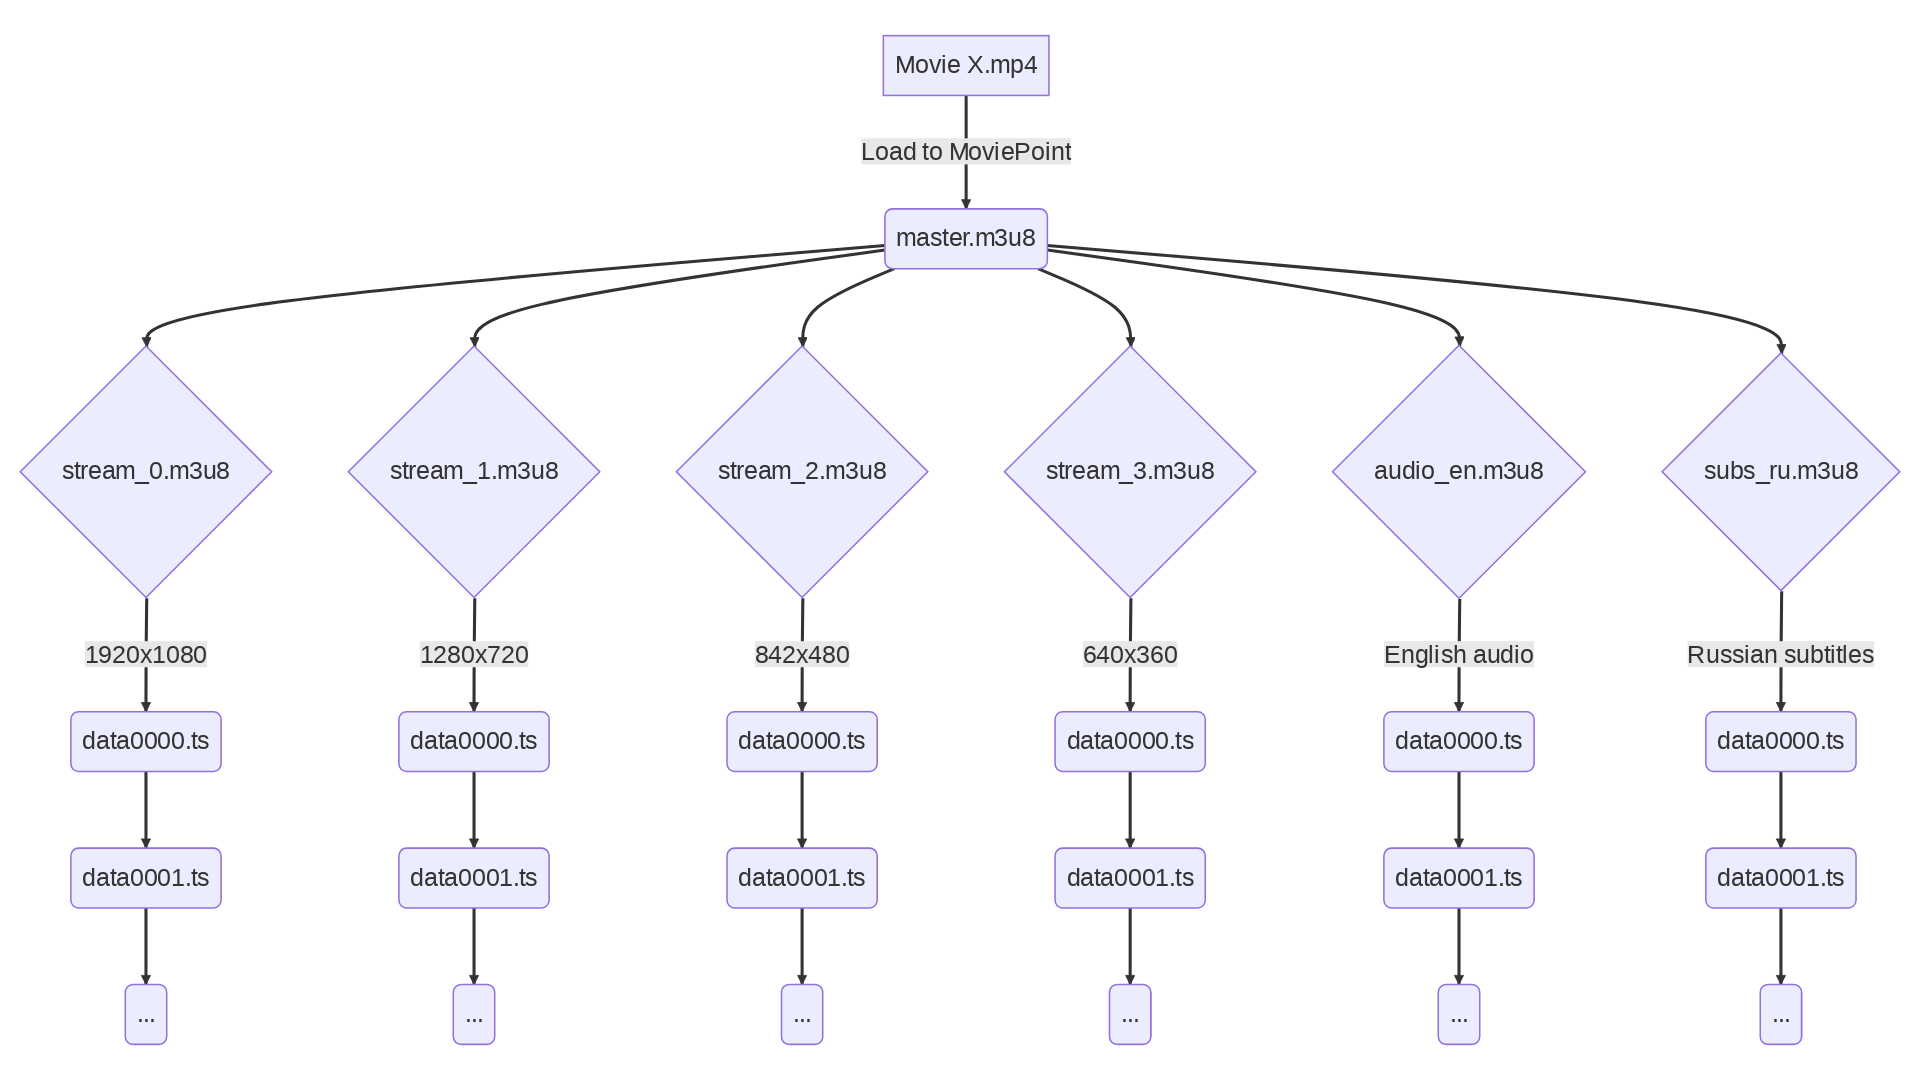 Movie X.mp4
Load to MoviePoint
master.m3u8
stream_0.m3u8
stream_1.m3u8
stream_2.m3u8
stream_3.m3u8
audio_en.m3u8
subs_ru.m3u8
1920x1080
1280x720
842x480
640x360
English audio
Russian subtitles
data0000.ts
data0000.ts
data0000.ts
data0000.ts
data0000.ts
data0000.ts
data0001.ts
data0001.ts
data0001.ts
data0001.ts
data0001.ts
data0001.ts
...
...
...
...
...
...